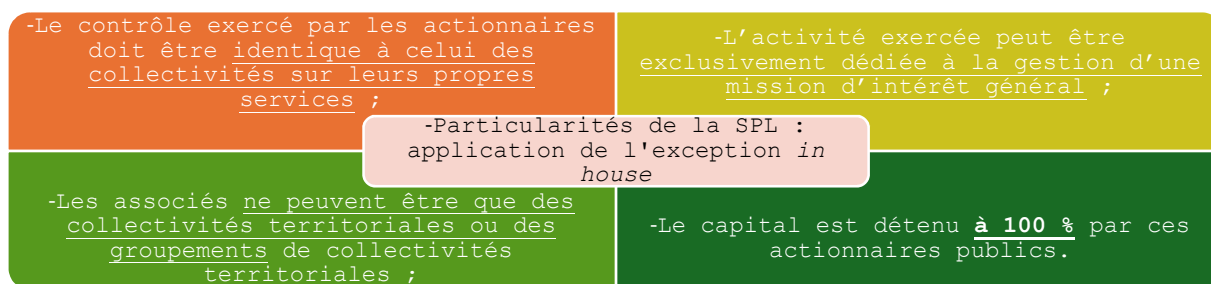 -Le contrôle exercé par les actionnaires
doit être identique à celui des
collectivités sur leurs propres
services ;
-L’activité exercée peut être
exclusivement dédiée à la gestion d’une
mission d’intérêt général ;
-Particularités de la SPL :
application de l'exception in
house
-Les associés ne peuvent être que des
collectivités territoriales ou des
groupements de collectivités
territoriales ;
-Le capital est détenu à 100 % par ces
actionnaires publics.